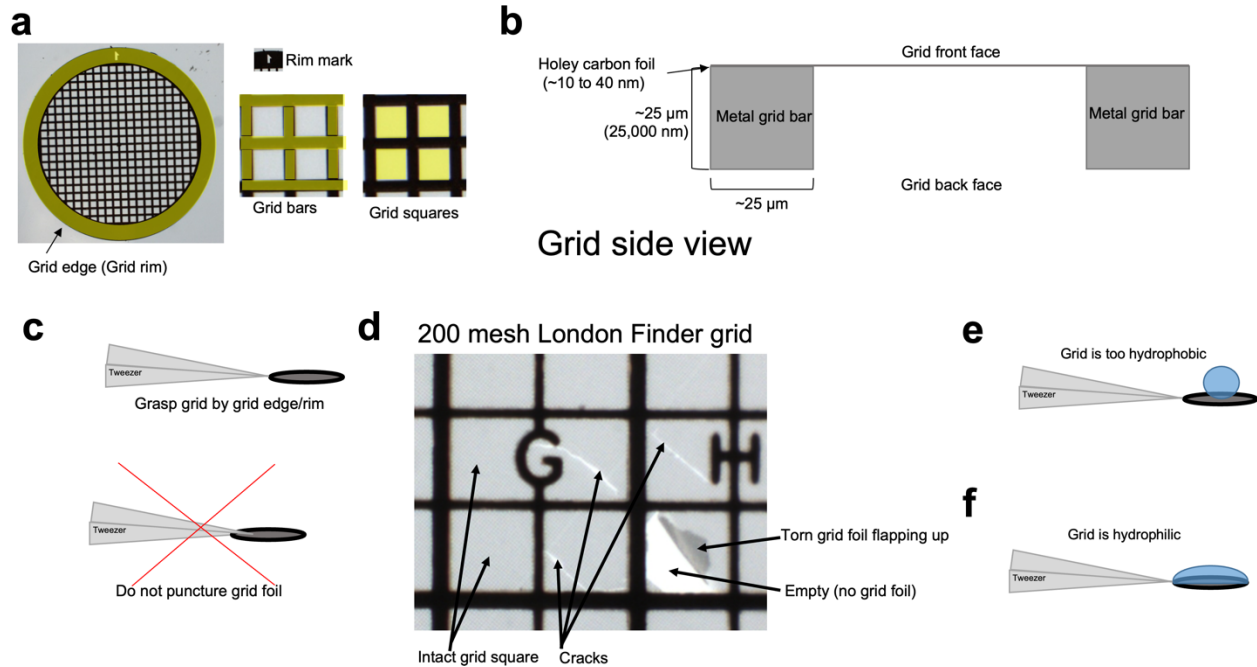 a
Rim mark
Grid bars
Grid squares
Grid edge (Grid rim)
b
Grid front face
Holey carbon foil
(~10 to 40 nm)
~25 µm
(25,000 nm)
Metal grid bar
Metal grid bar
Grid back face
~25 µm
Grid side view
c
Tweezer
Grasp grid by grid edge/rim
Tweezer
Do not puncture grid foil
d
200 mesh London Finder grid
G
H
Torn grid foil flapping up
Empty (no grid foil)
Intact grid square
Cracks
e
Grid is too hydrophobic
Tweezer
f
Grid is hydrophilic
Tweezer